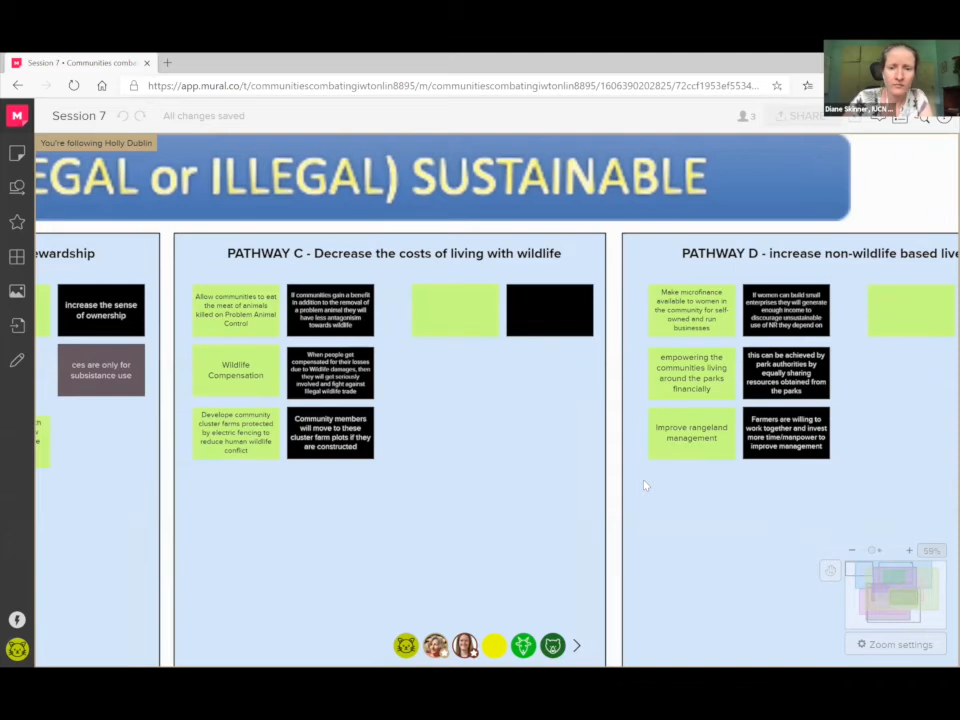 Session 7 • Communities comba
https://app.mural.co/t/communitiescombatingiwtonlin8895/m/communitiescombatingiwtonlin8895/1606390202825/72ccf1953ef5534...
Diane Skinner, IUCN ...
M
Session 7
All changes saved
3
SHARE
You're following Holly Dublin
EGAL or ILLEGAL) SUSTAINABLE
ewardship
increase the sense
of ownership
ces are only for
subsistance use
PATHWAY C - Decrease the costs of living with wildlife
Allow communities to eat
the meat of animals
killed on Problem Animal
Control
If communities gain a benefit
in addition to the removal of
a problem animal they will
have less antagonism
towards wildlife
Wildlife
Compensation
When people get
compensated for their losses
due to Wildlife damages, then
they will get seriously
involved and fight against
illegal wildlife trade
Develope community
cluster farms protected
by electric fencing to
reduce human wildlife
conflict
Community members
will move to these
cluster farm plots if they
are constructed
PATHWAY D - increase non-wildlife based live
Make microfinance
available to women in
the community for self-
owned and run
businesses
If women can build small
enterprises they will generate
enough income to
discourage unsustainable
use of NR they depend on
empowering the
communities living
around the parks
financially
this can be achieved by
park authorities by
equally sharing
resources obtained from
the parks
Improve rangeland
management
Farmers are willing to
work together and invest
more time/manpower to
improve management
59%
Zoom settings